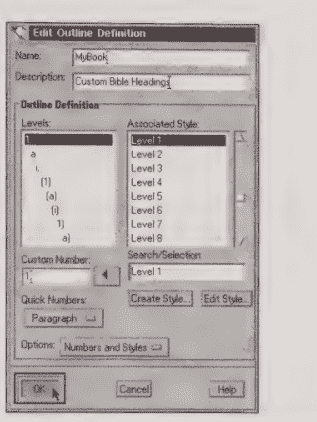 Edit Outline Definition
Name: MyBook
Description: Custom Bible Headings
Outline Definition
Levels: Associated Style:
1. Level 1
a Level 2
i. Level 3
(1) Level 4
(a) Level 5
(i) Level 6
1) Level 7
a) Level 8
Custom Number: Search/Selection
1. Level 1
Quick Numbers: Create Style... Edit Style...
Paragraph
Options: Numbers and Styles
OK Cancel Help